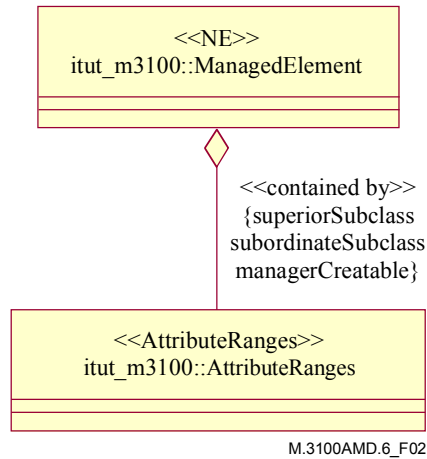 <<NE>>
itut_m3100::ManagedElement
<<contained by>>
{superiorSubclass
subordinateSubclass
managerCreatable}
<<AttributeRanges>>
itut_m3100::AttributeRanges
M.3100AMD.6_F02